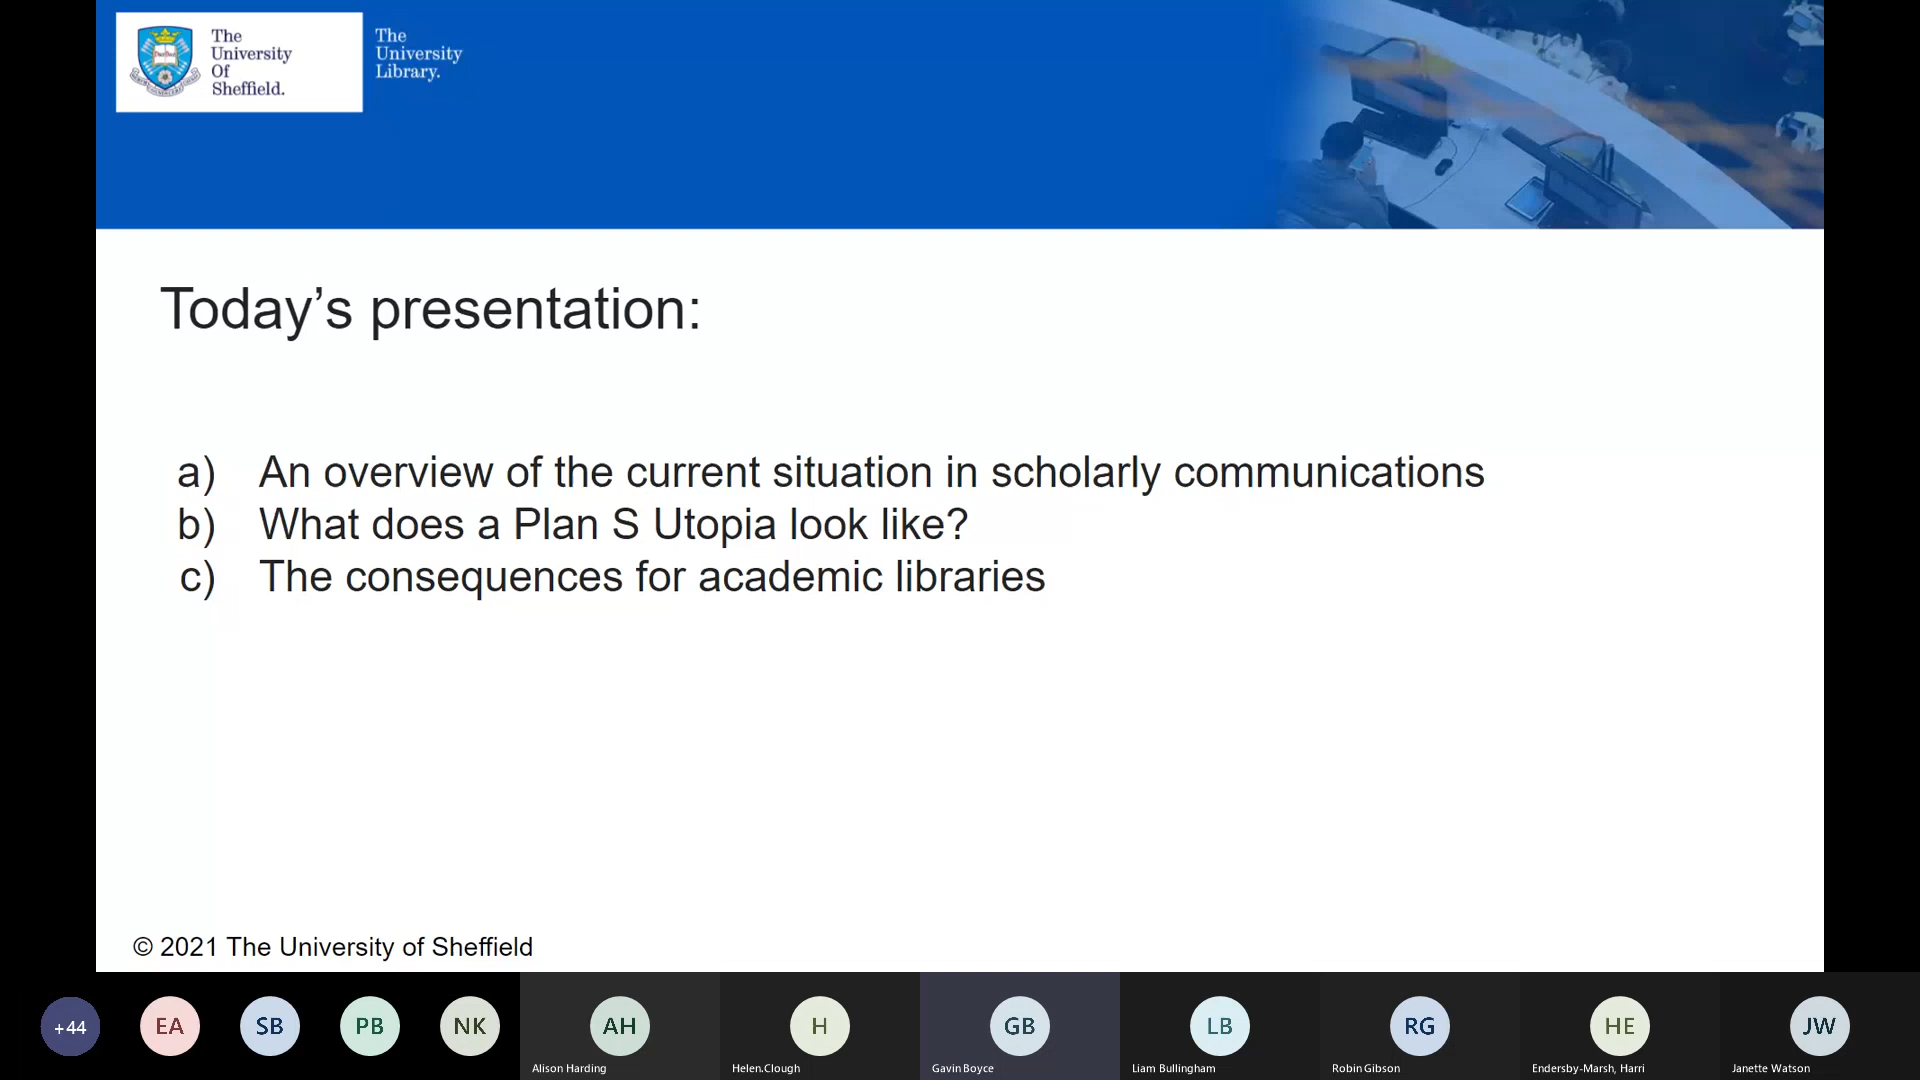 The
University
Of
Sheffield.
The
University
Library.
Today’s presentation:
a) An overview of the current situation in scholarly communications
b) What does a Plan S Utopia look like?
c) The consequences for academic libraries
© 2021 The University of Sheffield
+44
EA
SB
PB
NK
AH
H
GB
LB
RG
HE
JW
Alison Harding
Helen.Clough
Gavin Boyce
Liam Bullingham
Robin Gibson
Endersby-Marsh, Harri
Janette Watson